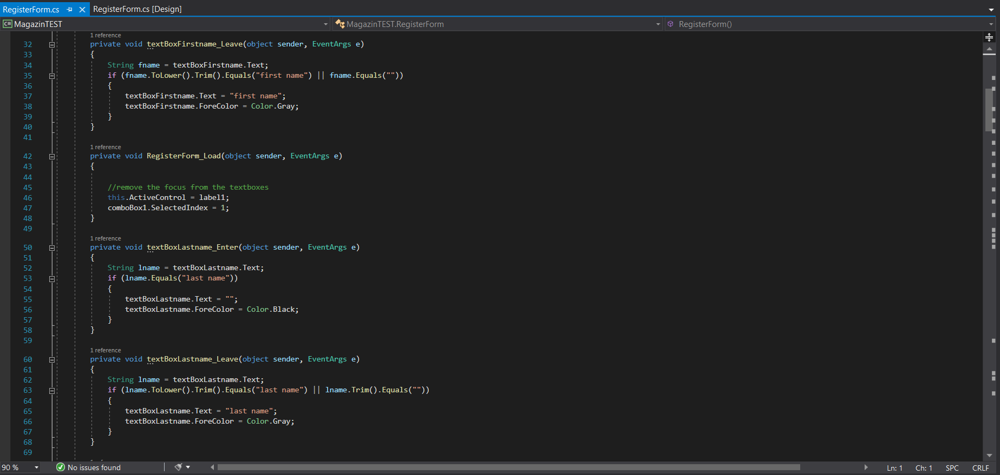 RegisterForm.cs RegisterForm.cs [Design]
C# MagazinTEST MagazinTEST.RegisterForm RegisterForm()
1 reference
32 private void textBoxFirstname_Leave(object sender, EventArgs e)
33 {
34 String fname = textBoxFirstname.Text;
35 if (fname.ToLower().Trim().Equals("first name") || fname.Equals(""))
36 {
37 textBoxFirstname.Text = "first name";
38 textBoxFirstname.ForeColor = Color.Gray;
39 }
40 }
41
1 reference
42 private void RegisterForm_Load(object sender, EventArgs e)
43 {
44
45 //remove the focus from the textboxes
46 this.ActiveControl = label1;
47 comboBox1.SelectedIndex = 1;
48 }
49
1 reference
50 private void textBoxLastname_Enter(object sender, EventArgs e)
51 {
52 String lname = textBoxLastname.Text;
53 if (lname.Equals("last name"))
54 {
55 textBoxLastname.Text = "";
56 textBoxLastname.ForeColor = Color.Black;
57 }
58 }
59
1 reference
60 private void textBoxLastname_Leave(object sender, EventArgs e)
61 {
62 String lname = textBoxLastname.Text;
63 if (lname.ToLower().Trim().Equals("last name") || lname.Trim().Equals(""))
64 {
65 textBoxLastname.Text = "last name";
66 textBoxLastname.ForeColor = Color.Gray;
67 }
68 }
69
90 % No issues found Ln: 1 Ch: 1 SPC CRLF